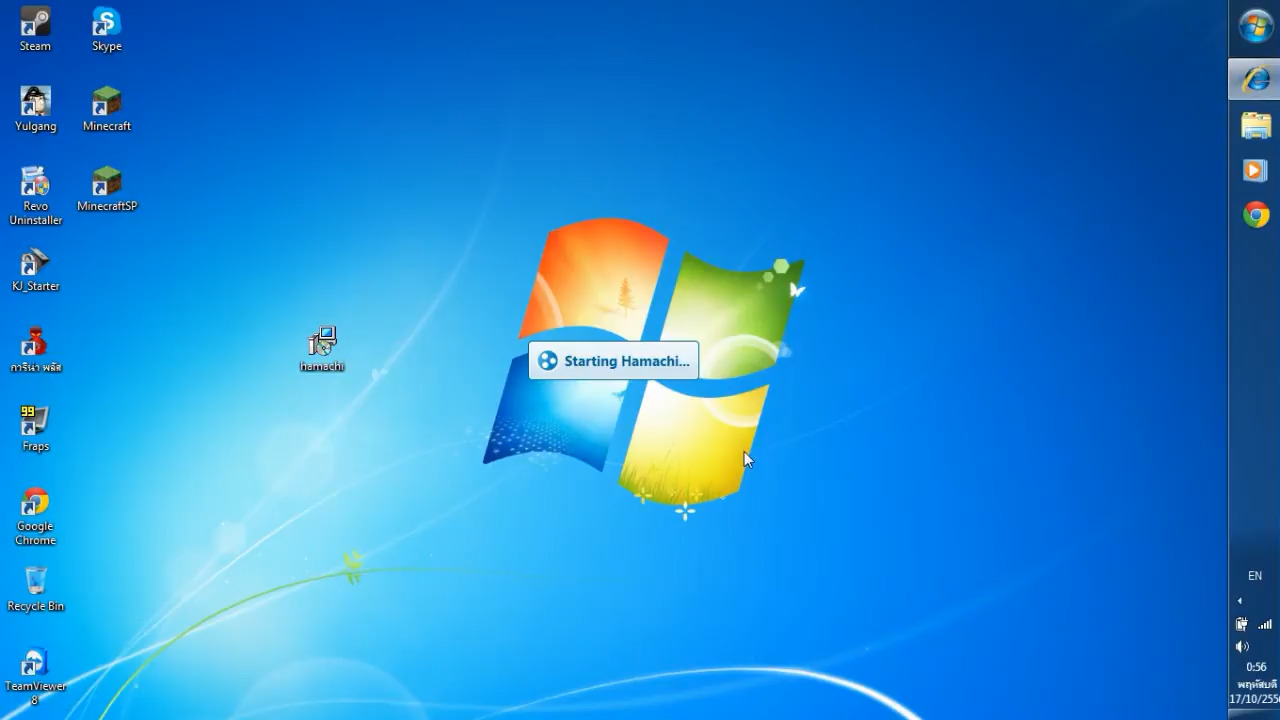 Steam
Skype
Yulgang
Minecraft
Revo
Uninstaller
MinecraftSP
KJ_Starter
hamachi
การีนา พลัส
Starting Hamachi...
99
Fraps
Google
Chrome
Recycle Bin
TeamViewer
8
EN
0:56
พฤหัสบดี
17/10/255